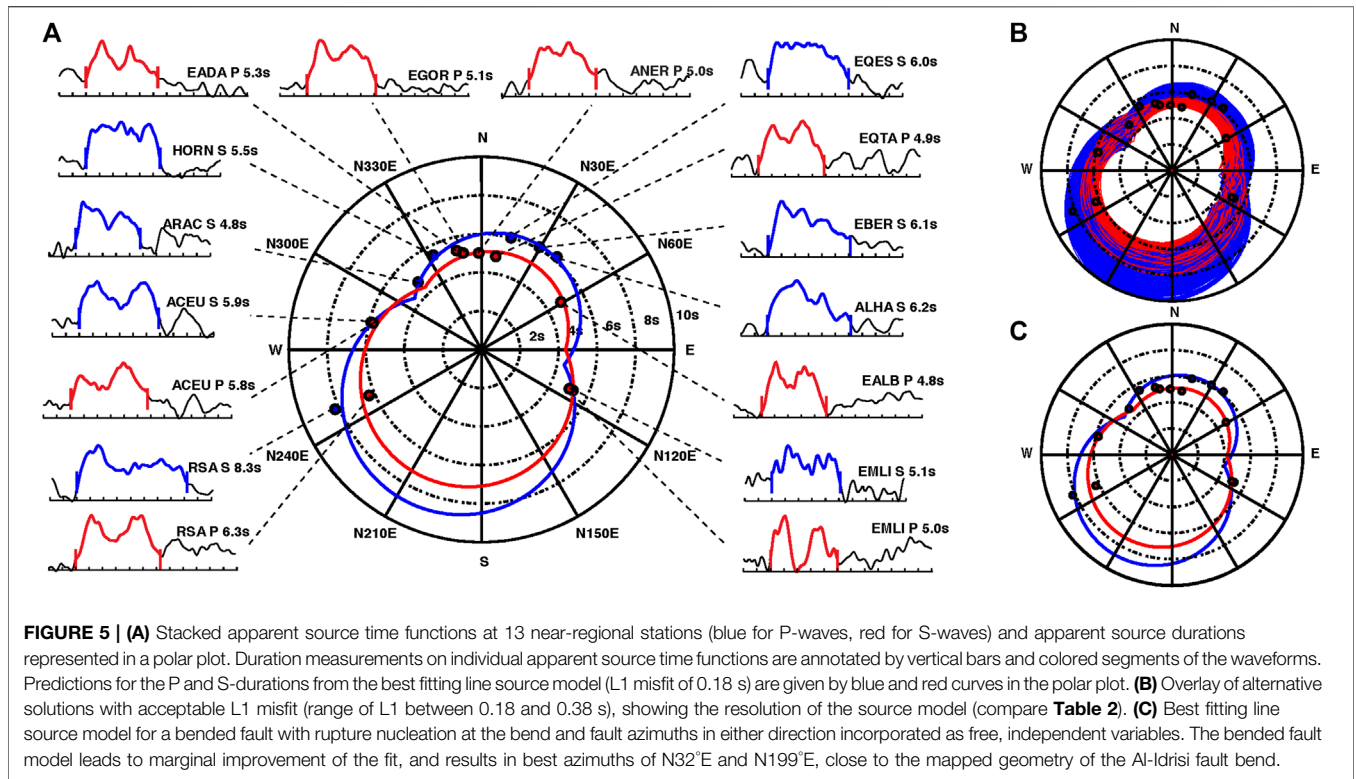 A
EADA P 5.3s
EGOR P 5.1s
ANER P 5.0s
EQES S 6.0s
HORN S 5.5s
EQTA P 4.9s
ARAC S 4.8s
EBER S 6.1s
ACEU S 5.9s
ALHA S 6.2s
ACEU P 5.8s
EALB P 4.8s
RSA S 8.3s
EMLI S 5.1s
RSA P 6.3s
EMLI P 5.0s
N
N330E
N30E
N300E
N60E
W
2s
4s
6s
8s
10s
E
N240E
N120E
N210E
N150E
S
B
N
W
E
C
N
W
E
FIGURE 5 | (A) Stacked apparent source time functions at 13 near-regional stations (blue for P-waves, red for S-waves) and apparent source durations
represented in a polar plot. Duration measurements on individual apparent source time functions are annotated by vertical bars and colored segments of the waveforms.
Predictions for the P and S-durations from the best fitting line source model (L1 misfit of 0.18 s) are given by blue and red curves in the polar plot. (B) Overlay of alternative
solutions with acceptable L1 misfit (range of L1 between 0.18 and 0.38 s), showing the resolution of the source model (compare Table 2). (C) Best fitting line
source model for a bended fault with rupture nucleation at the bend and fault azimuths in either direction incorporated as free, independent variables. The bended fault
model leads to marginal improvement of the fit, and results in best azimuths of N32°E and N199°E, close to the mapped geometry of the Al-Idrisi fault bend.